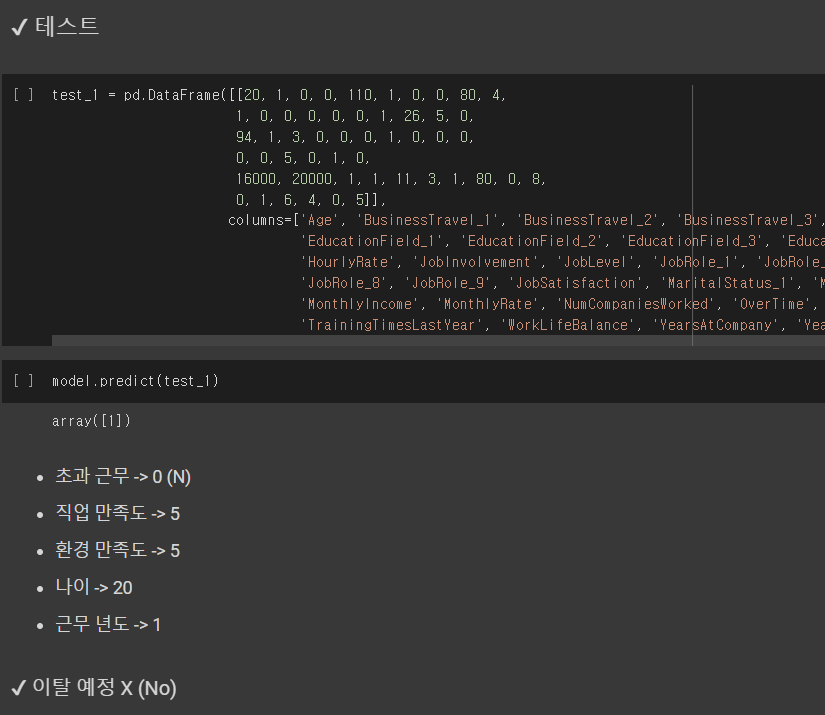 ✓ 테스트
[ ] test_1 = pd.DataFrame([[20, 1, 0, 0, 110, 1, 0, 0, 80, 4,
1, 0, 0, 0, 0, 0, 1, 26, 5, 0,
94, 1, 3, 0, 0, 0, 1, 0, 0, 0,
0, 0, 5, 0, 1, 0,
16000, 20000, 1, 1, 11, 3, 1, 80, 0, 8,
0, 1, 6, 4, 0, 5]],
columns=['Age', 'BusinessTravel_1', 'BusinessTravel_2', 'BusinessTravel_3',
'EducationField_1', 'EducationField_2', 'EducationField_3', 'Educa
'HourlyRate', 'JobInvolvement', 'JobLevel', 'JobRole_1', 'JobRole_
'JobRole_8', 'JobRole_9', 'JobSatisfaction', 'MaritalStatus_1', 'M
'MonthlyIncome', 'MonthlyRate', 'NumCompaniesWorked', 'OverTime',
'TrainingTimesLastYear', 'WorkLifeBalance', 'YearsAtCompany', 'Yea
[ ] model.predict(test_1)
array([1])
• 초과 근무 -> 0 (N)
• 직업 만족도 -> 5
• 환경 만족도 -> 5
• 나이 -> 20
• 근무 년도 -> 1
✓ 이탈 예정 X (No)